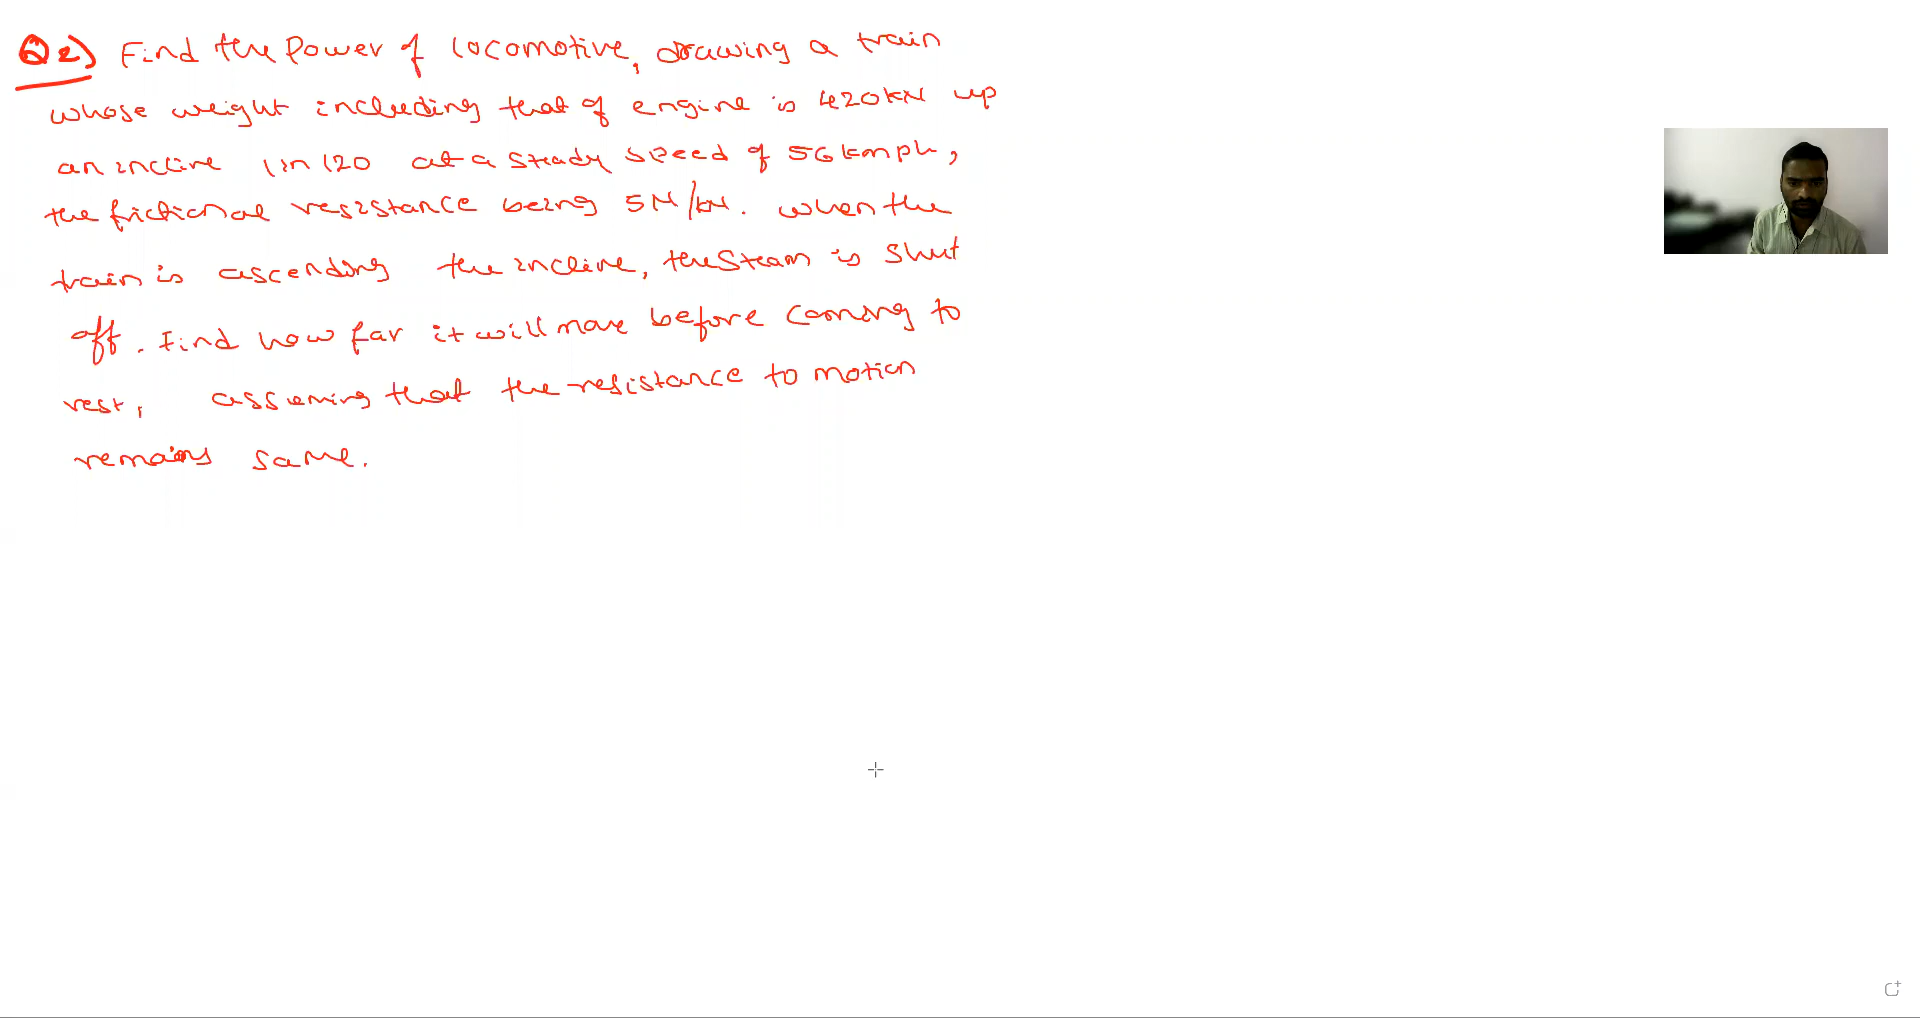 Q2) Find the Power of locomotive, drawing a train
whose weight including that of engine is 420kN up
an incline 1 in 120 at a steady speed of 56 kmph,
the frictional resistance being 5N/kN. when the
train is ascending the incline, the steam is shut
off. Find how far it will move before coming to
rest, assuming that the resistance to motion
remains same.